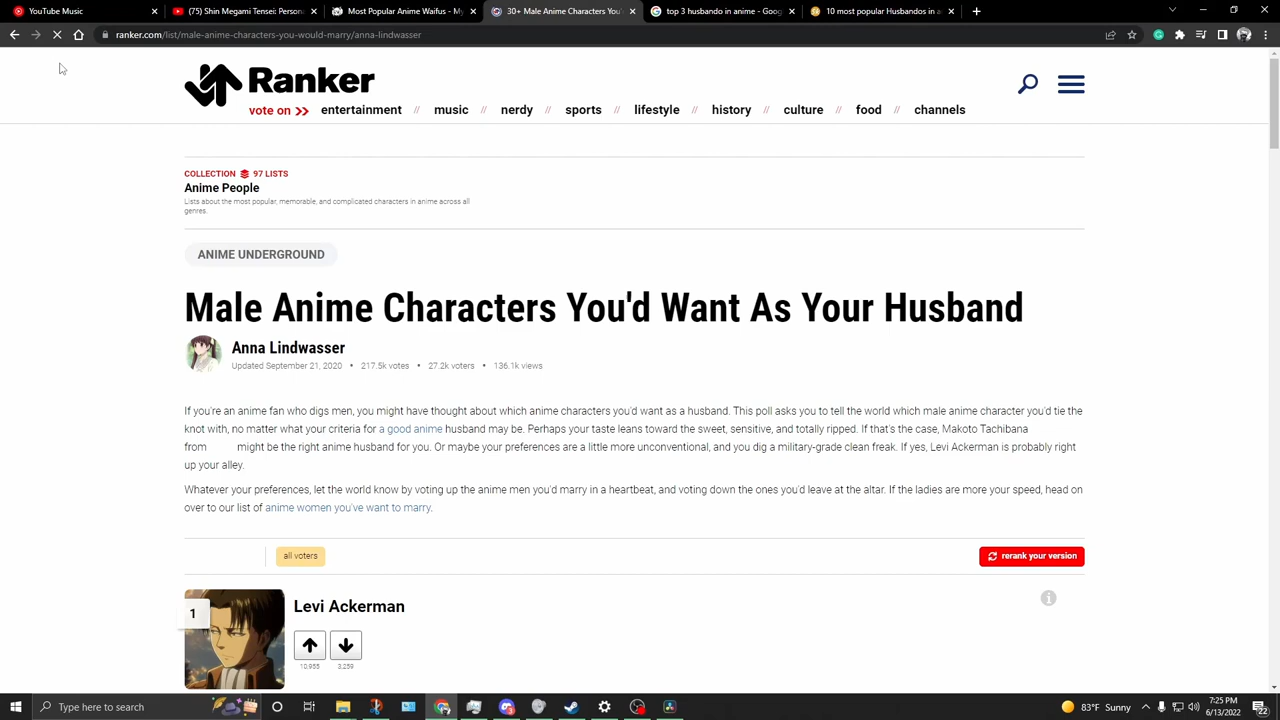 YouTube Music
(75) Shin Megami Tensei: Person
Most popular Anime Waifus - My
30+ Male Anime Characters You'd
top 3 husbandos in anime - Goog
10 most popular Husbandos in a
ranker.com/list/male-anime-characters-you-would-marry/anna-lindwasser
Ranker
vote on >> entertainment // music // nerdy // sports // lifestyle // history // culture // food // channels
COLLECTION 97 LISTS
Anime People
Lists about the most popular, memorable, and complicated characters in anime across all
genres.
ANIME UNDERGROUND
Male Anime Characters You'd Want As Your Husband
Anna Lindwasser
Updated September 21, 2020 • 217.5k votes • 27.2k voters • 136.1k views
If you're an anime fan who digs men, you might have thought about which anime characters you'd want as a husband. This poll asks you to tell the world which male anime character you'd tie the
knot with, no matter what your criteria for a good anime husband may be. Perhaps your taste leans toward the sweet, sensitive, and totally ripped. If that's the case, Makoto Tachibana
from might be the right anime husband for you. Or maybe your preferences are a little more unconventional, and you dig a military-grade clean freak. If yes, Levi Ackerman is probably right
up your alley.
Whatever your preferences, let the world know by voting up the anime men you'd marry in a heartbeat, and voting down the ones you'd leave at the altar. If the ladies are more your speed, head on
over to our list of anime women you've want to marry.
all voters
rerank your version
1
Levi Ackerman
10,955 3,259
Type here to search
83°F Sunny
7:25 PM
6/13/2022